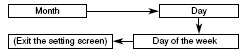 Month
Day
Day of the week
(Exit the setting screen)